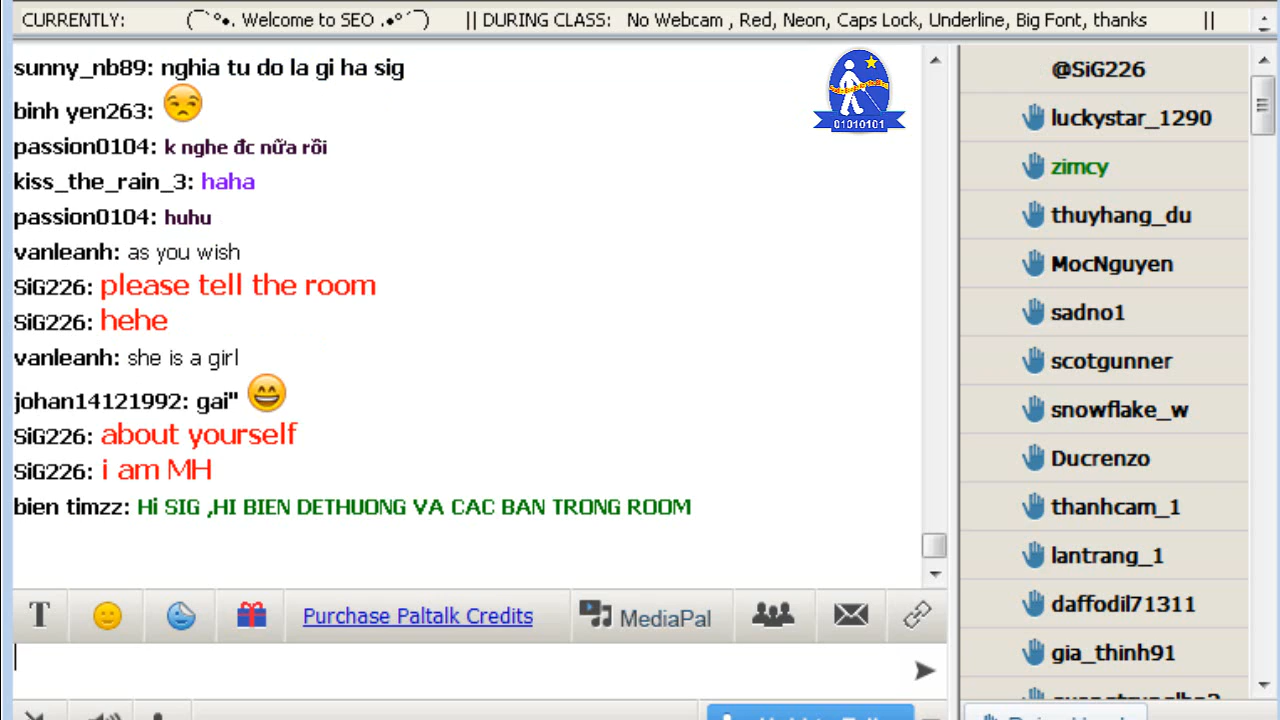 CURRENTLY: (¯`°•. Welcome to SEO .•°´¯) || DURING CLASS: No Webcam , Red, Neon, Caps Lock, Underline, Big Font, thanks ||
sunny_nb89: nghia tu do la gi ha sig
binh yen263:
passion0104: k nghe đc nữa rồi
kiss_the_rain_3: haha
passion0104: huhu
vanleanh: as you wish
SiG226: please tell the room
SiG226: hehe
vanleanh: she is a girl
johan14121992: gai"
SiG226: about yourself
SiG226: i am MH
bien timzz: Hi SIG ,HI BIEN DETHUONG VA CAC BAN TRONG ROOM
01010101
@SiG226
luckystar_1290
zimcy
thuyhang_du
MocNguyen
sadno1
scotgunner
snowflake_w
Ducrenzo
thanhcam_1
lantrang_1
daffodil71311
gia_thinh91
T
Purchase Paltalk Credits
MediaPal